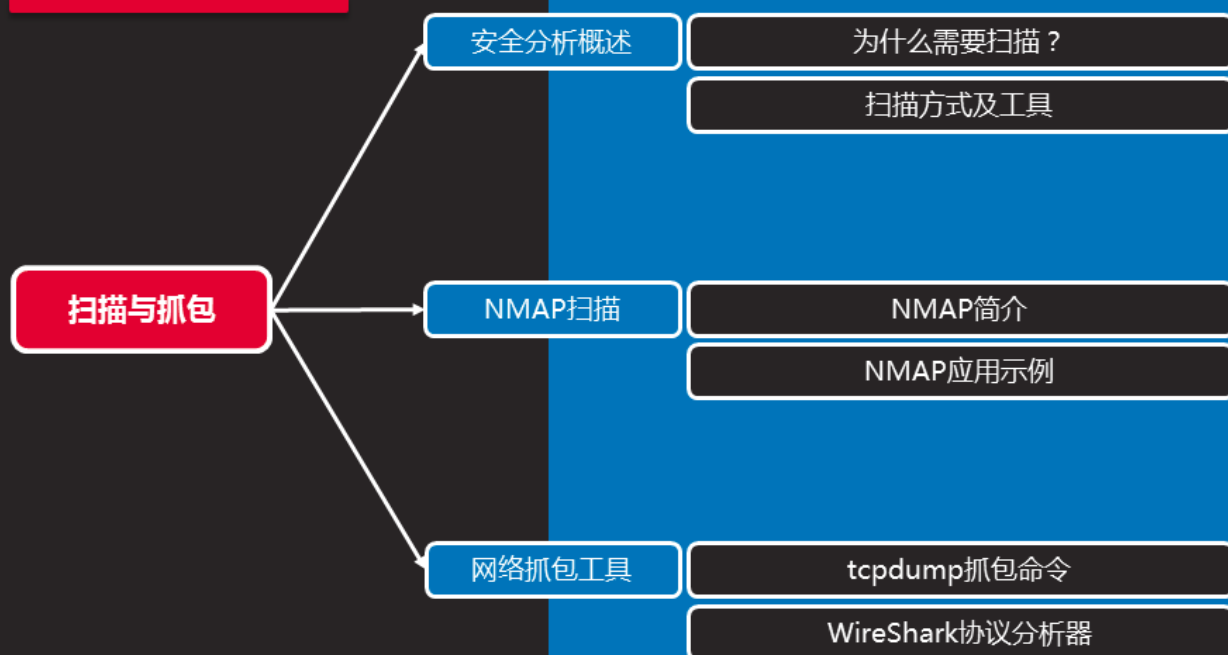 扫描与抓包
安全分析概述
为什么需要扫描？
扫描方式及工具
NMAP扫描
NMAP简介
NMAP应用示例
网络抓包工具
tcpdump抓包命令
WireShark协议分析器